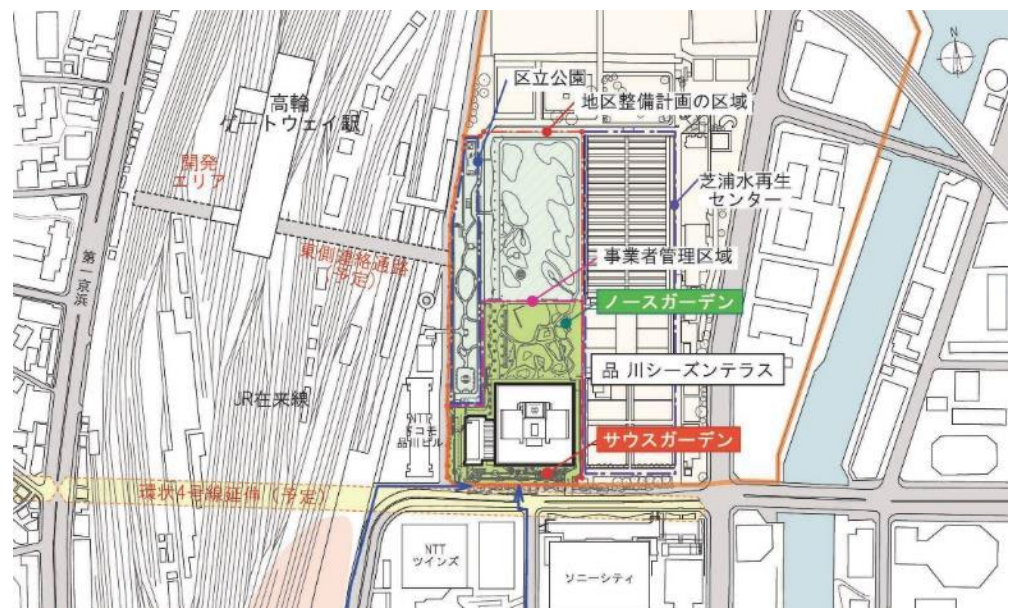 N
区立公園
高輪
ゲートウェイ駅
地区整備計画の区域
開発
エリア
芝浦水再生
センター
東側連絡通路
(予定)
事業者管理区域
第一京浜
ノースガーデン
品川シーズンテラス
JR在来線
NTT
ドコモ
品川ビル
サウスガーデン
環状4号線延伸(予定)
NTT
ツインズ
ソニーシティ